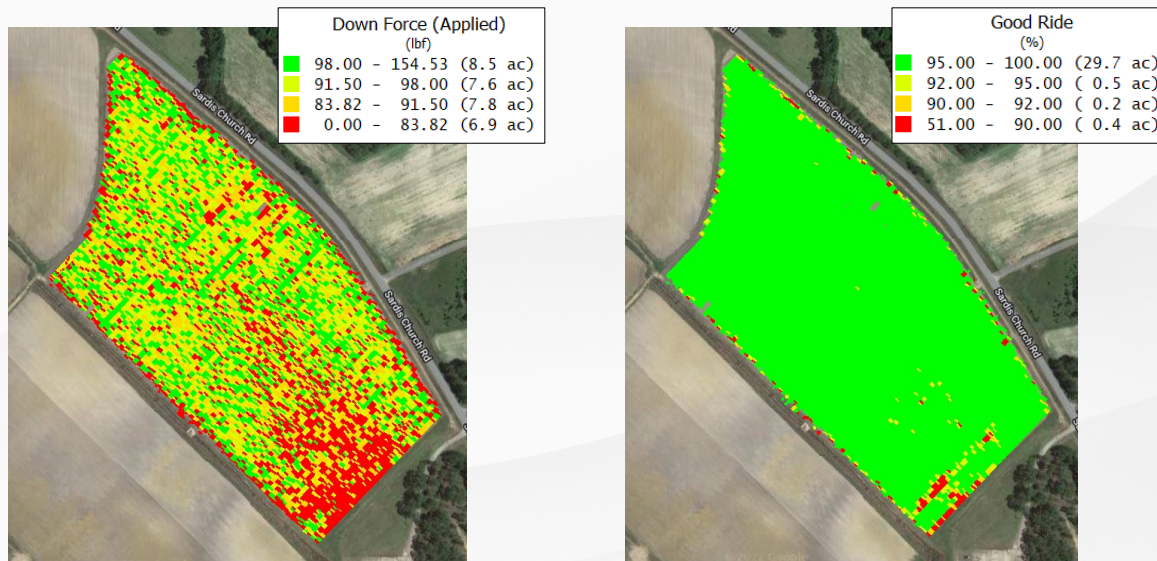 Down Force (Applied)
(lbf)
98.00 - 154.53 (8.5 ac)
91.50 - 98.00 (7.6 ac)
83.82 - 91.50 (7.8 ac)
0.00 - 83.82 (6.9 ac)
Sardis Church Rd
Sardis Church Rd
Good Ride
(%)
95.00 - 100.00 (29.7 ac)
92.00 - 95.00 ( 0.5 ac)
90.00 - 92.00 ( 0.2 ac)
51.00 - 90.00 ( 0.4 ac)
Sardis Church Rd
Sardis Church Rd
© 2022 Google